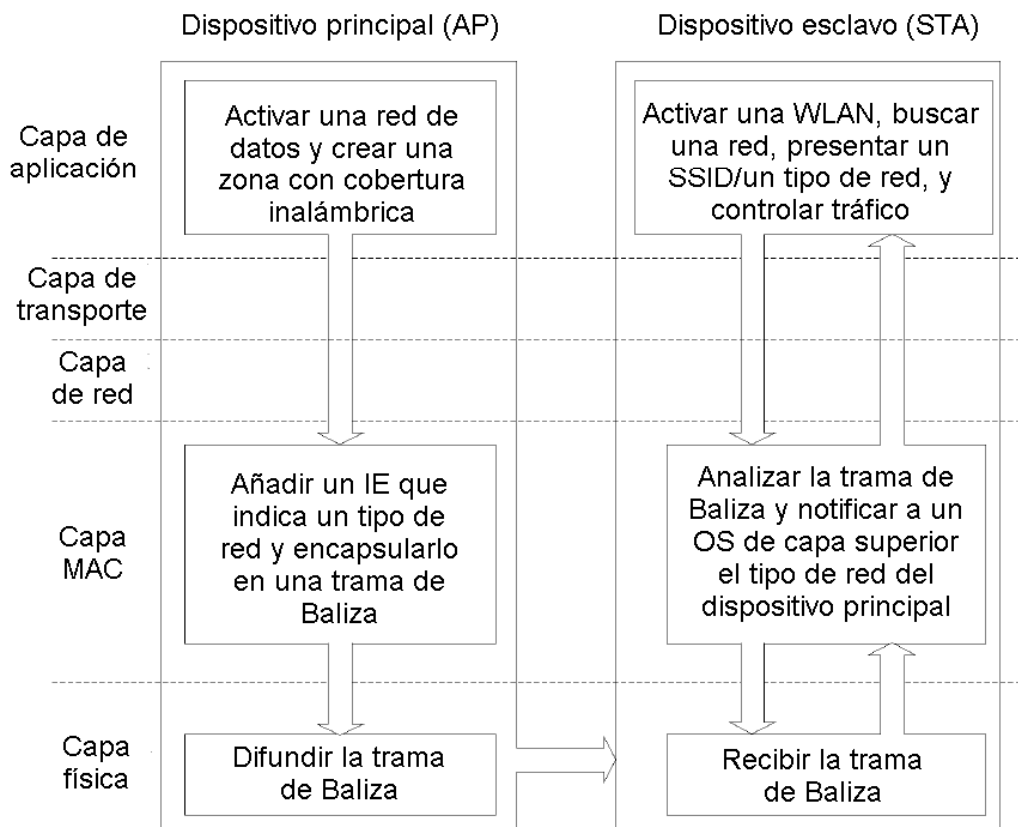 Dispositivo principal (AP)
Dispositivo esclavo (STA)
Capa de
aplicación
Activar una red de
datos y crear una
zona con cobertura
inalámbrica
Activar una WLAN, buscar
una red, presentar un
SSID/un tipo de red, y
controlar tráfico
Capa de
transporte
Capa
de red
Capa
MAC
Añadir un IE que
indica un tipo de
red y encapsularlo
en una trama de
Baliza
Analizar la trama de
Baliza y notificar a un
OS de capa superior
el tipo de red del
dispositivo principal
Capa
física
Difundir la trama
de Baliza
Recibir la trama
de Baliza